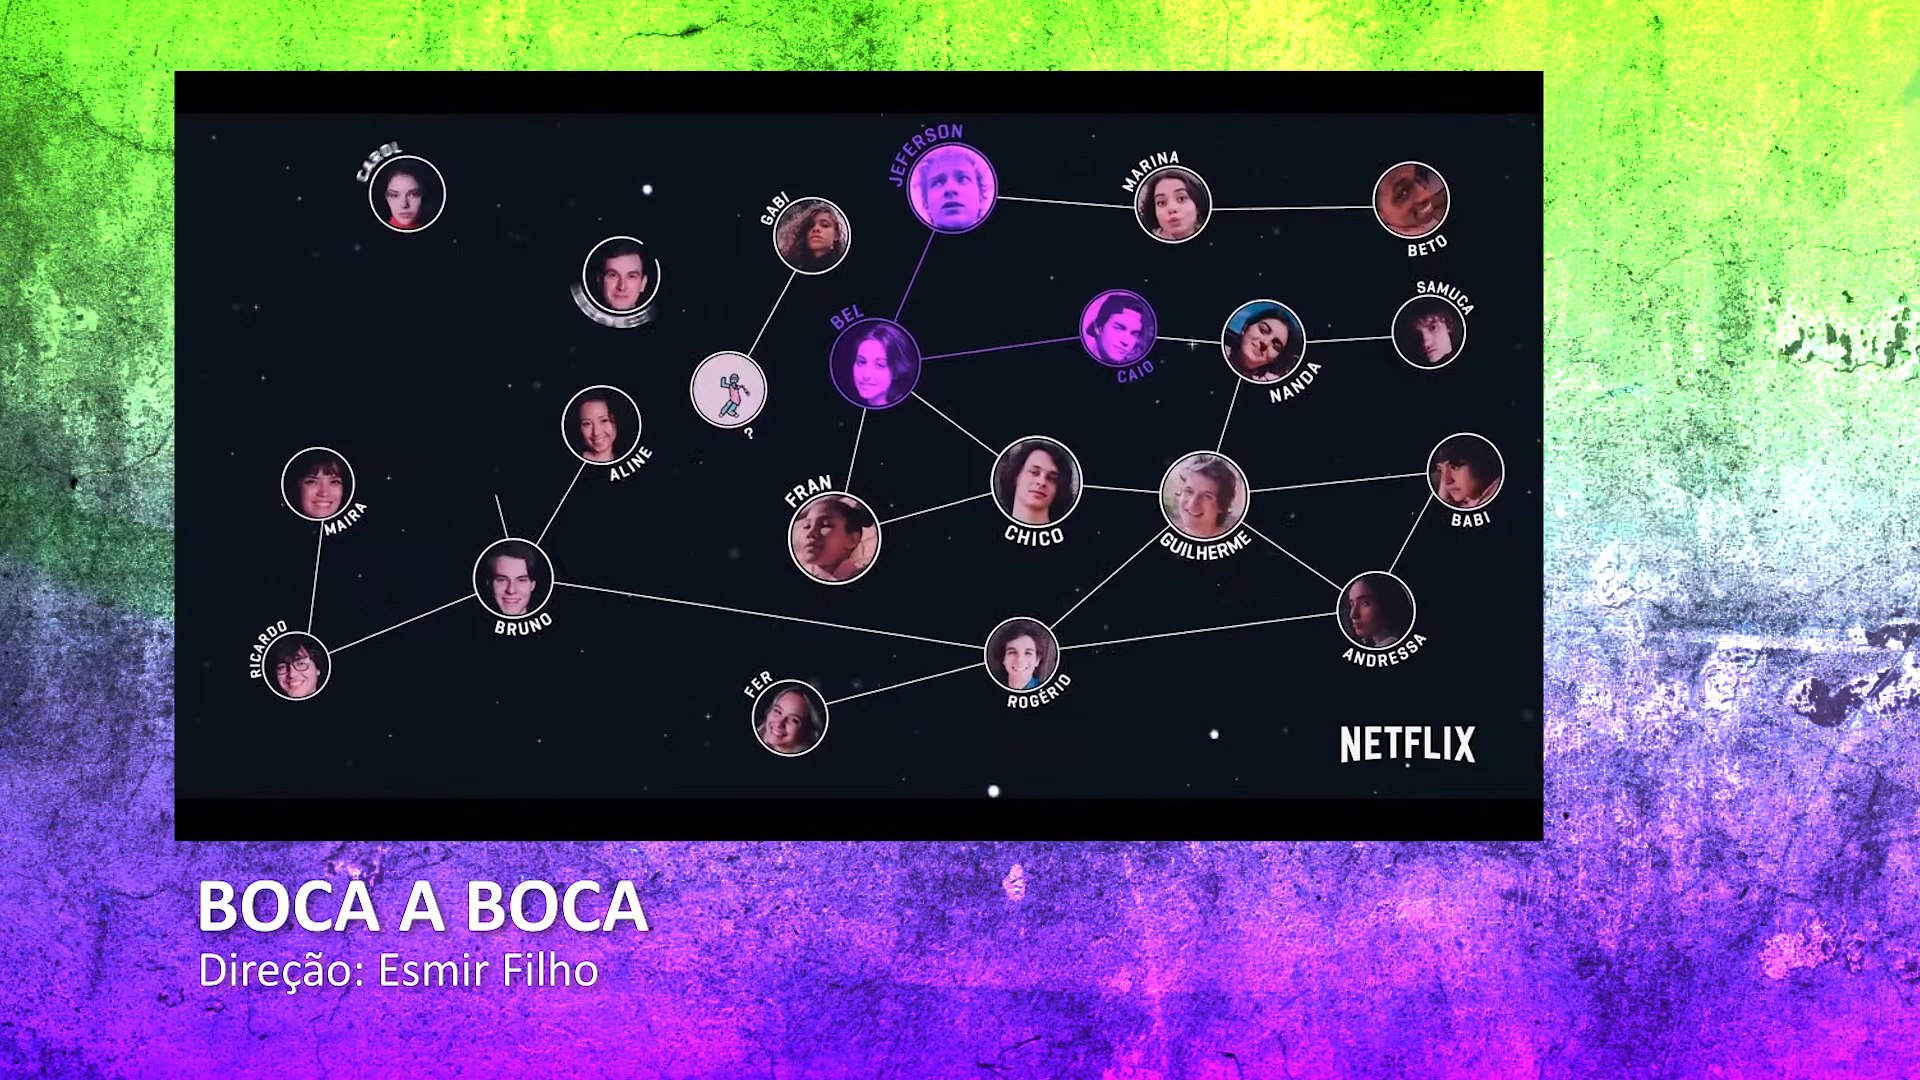 JEFERSON
CAROL
MARINA
GABI
BETO
SAMUCA
BEL
CAIO
NANDA
?
ALINE
FRAN
MAIRA
CHICO
BABI
GUILHERME
BRUNO
RICARDO
ANDRESSA
FER
ROGÉRIO
NETFLIX
BOCA A BOCA
Direção: Esmir Filho